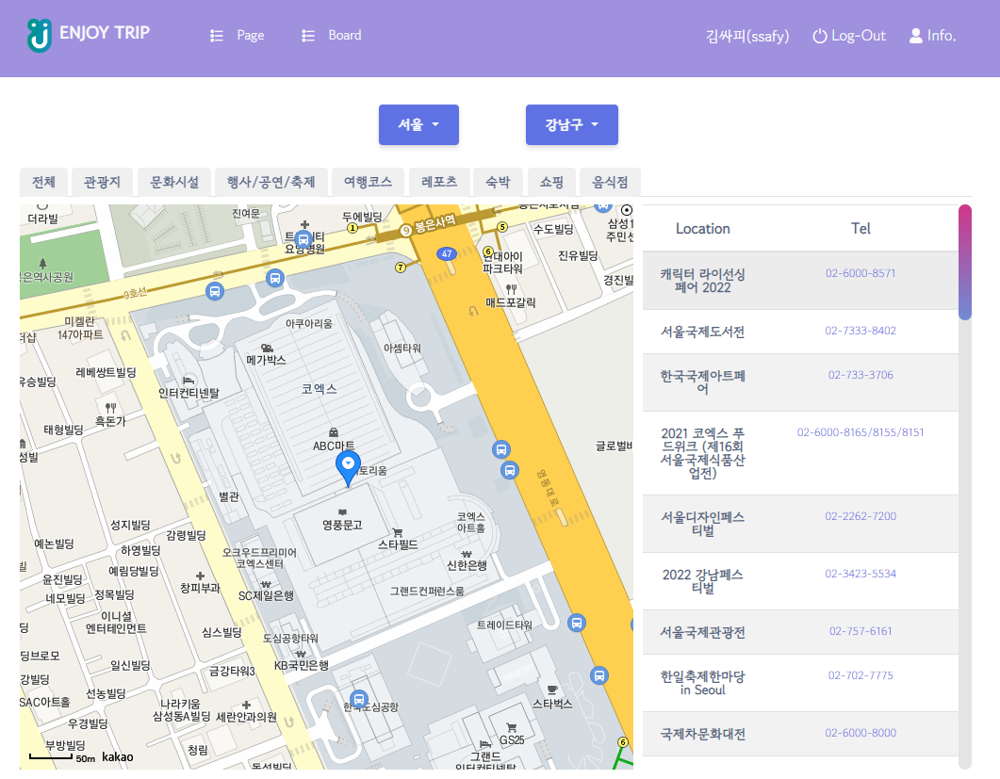 ENJOY TRIP
Page
Board
김싸피(ssafy)
Log-Out
Info.
서울
강남구
전체
관광지
문화시설
행사/공연/축제
여행코스
레포츠
숙박
쇼핑
음식점
더라빌
진여문
두에빌딩
1
9 봉은사역
5
수도빌딩
요양병원
47
6
현대아이
파크타워
진유빌딩
7
경진빌
매드포갈릭
9호선
미켈란
147아파트
아쿠아리움
아셈타워
메가박스
레베쌍트빌딩
유승빌딩
인터컨티넨탈
코엑스
흑돈가
태형빌딩
ABC마트
토리움
글로벌비
영동대로
별관
영풍문고
스타필드
코엑스
아트홀
성지빌딩
감령빌딩
예논빌딩
하영빌딩
오크우드프리미어
코엑스센터
신한은행
예림당빌딩
윤진빌딩
창피부과
네모빌딩
정목빌딩
SC제일은행
그랜드컨퍼런스룸
이니셜
엔터테인먼트
심스빌딩
도심공항타워
트레이드타워
딩브로모
일신빌딩
금강타워3
KB국민은행
강빌딩
선농빌딩
SAC아트홀
나라키움
삼성동A빌딩
세란안과의원
한국도심공항
스타벅스
우경빌딩
GS25
부방빌딩
청림
그랜드
인터컨티넨탈
동성빌딩
6
50m
kakao
Location
Tel
캐릭터 라이선싱
페어 2022
02-6000-8571
서울국제도서전
02-7333-8402
한국국제아트페
어
02-733-3706
2021 코엑스 푸
드위크 (제16회
서울국제식품산
업전)
02-6000-8165/8155/8151
서울디자인페스
티벌
02-2262-7200
2022 강남페스
티벌
02-3423-5534
서울국제관광전
02-757-6161
한일축제한마당
in Seoul
02-702-7775
국제차문화대전
02-6000-8000